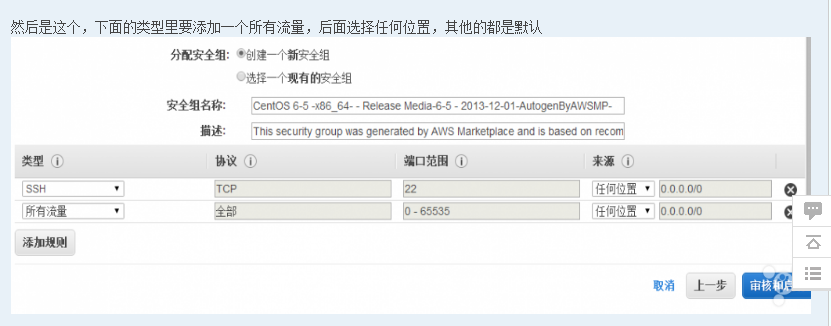 然后是这个，下面的类型里要添加一个所有流量，后面选择任何位置，其他的都是默认
分配安全组: 创建一个新安全组
选择一个现有的安全组
安全组名称: CentOS 6-5 -x86_64- - Release Media-6-5 - 2013-12-01-AutogenByAWSMP-
描述: This security group was generated by AWS Marketplace and is based on recom
类型 协议 端口范围 来源
SSH TCP 22 任何位置 0.0.0.0/0
所有流量 全部 0 - 65535 任何位置 0.0.0.0/0
添加规则
取消 上一步 审核和启